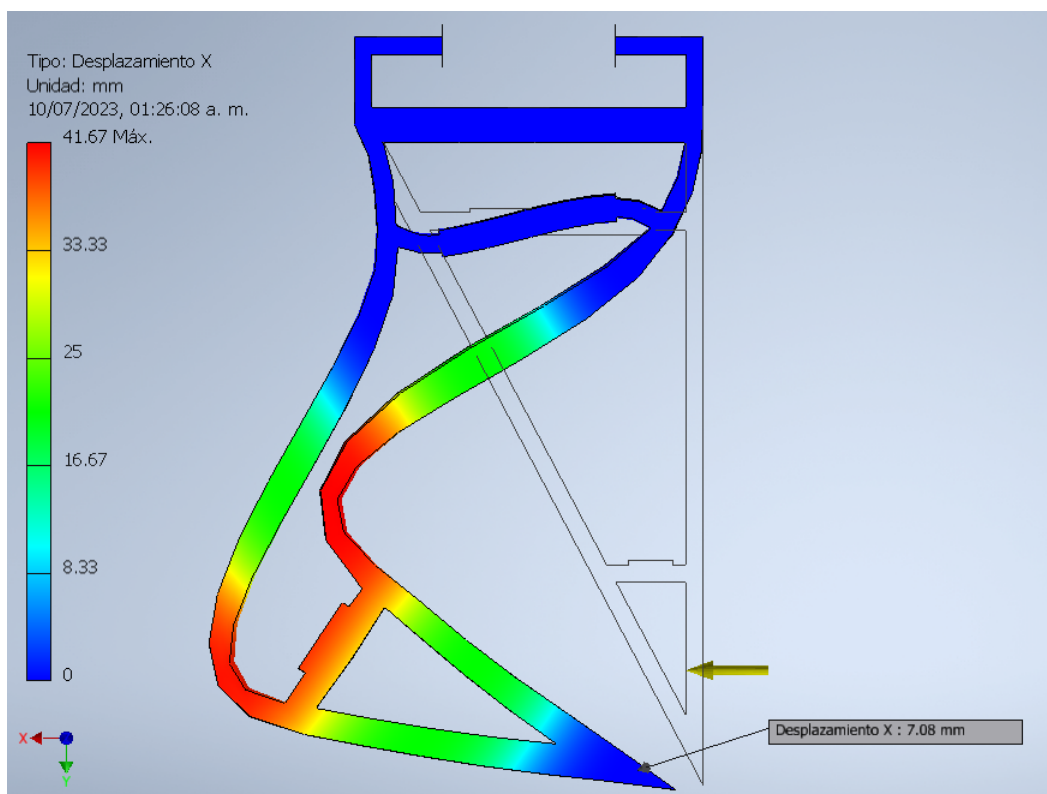 Tipo: Desplazamiento X
Unidad: mm
10/07/2023, 01:26:08 a. m.
41.67 Máx.
33.33
25
16.67
8.33
0
Desplazamiento X : 7.08 mm
X
Y